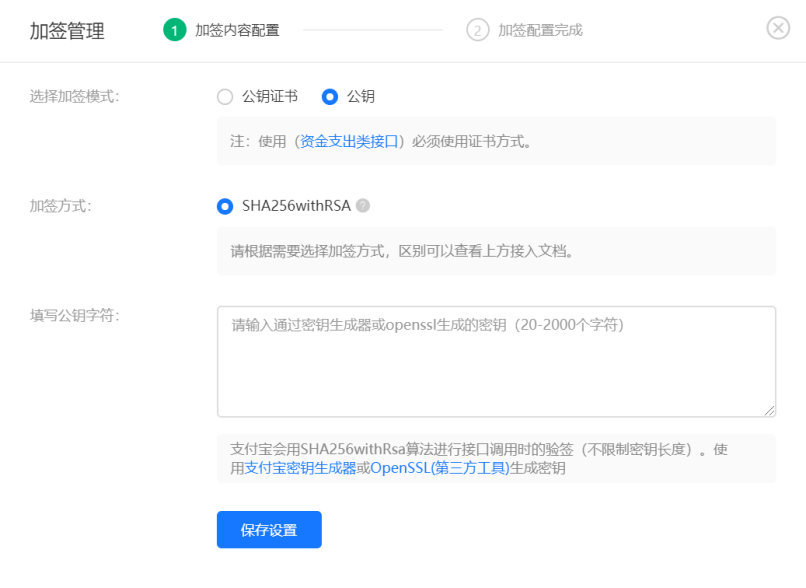 加签管理
1 加签内容配置
2 加签配置完成
选择加签模式：
公钥证书
公钥
注：使用（资金支出类接口）必须使用证书方式。
加签方式：
SHA256withRSA ?
请根据需要选择加签方式，区别可以查看上方接入文档。
填写公钥字符：
请输入通过密钥生成器或openssl生成的密钥（20-2000个字符）
支付宝会用SHA256withRsa算法进行接口调用时的验签（不限制密钥长度）。使
用支付宝密钥生成器或OpenSSL(第三方工具)生成密钥
保存设置